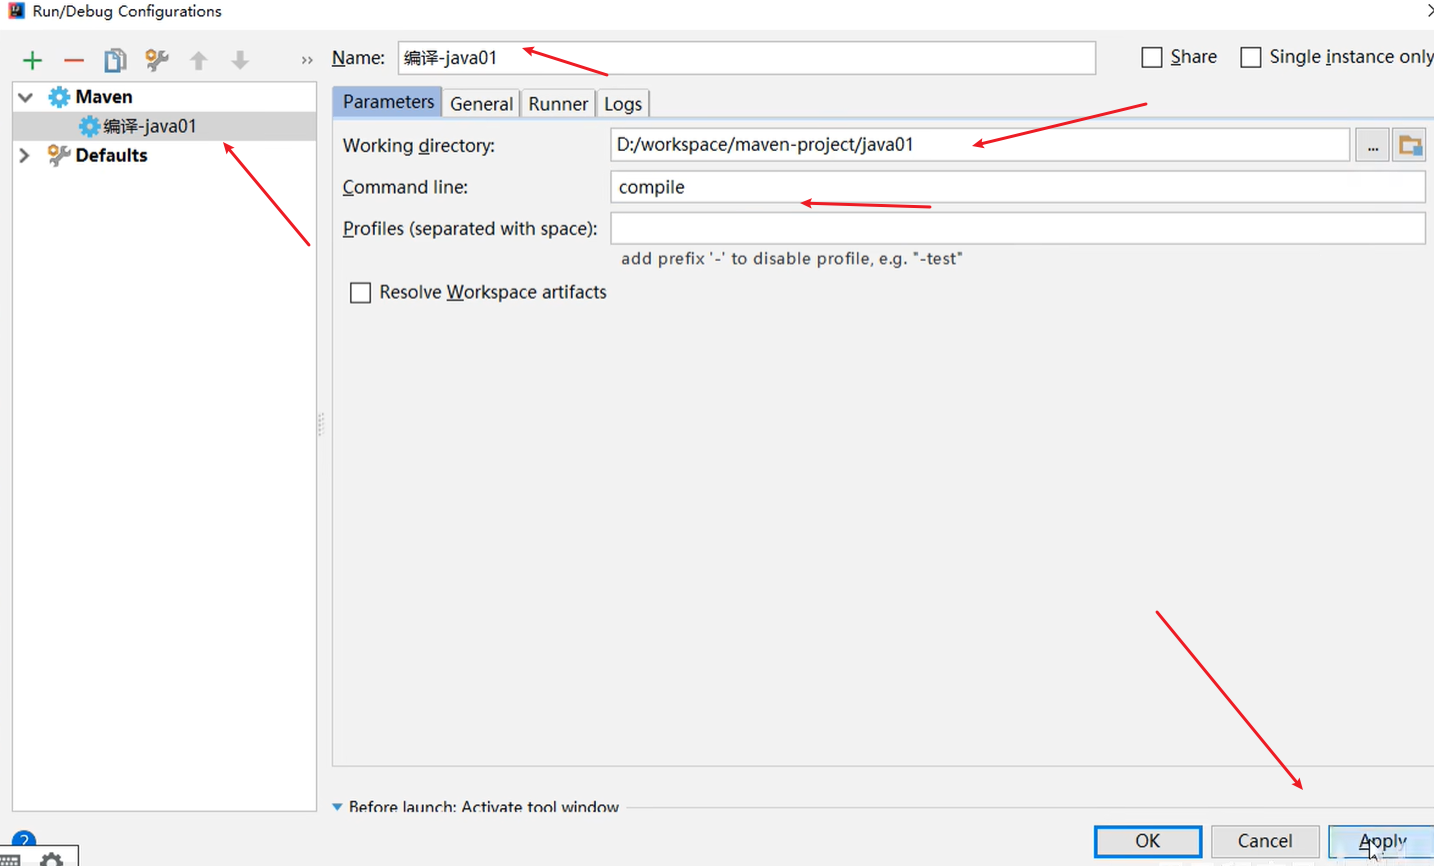 Run/Debug Configurations
Name: 编译-java01
Share
Single instance only
Maven
编译-java01
Defaults
Parameters General Runner Logs
Working directory: D:/workspace/maven-project/java01 ...
Command line: compile
Profiles (separated with space):
add prefix '-' to disable profile, e.g. "-test"
Resolve Workspace artifacts
Before launch: Activate tool window
?
OK Cancel Apply